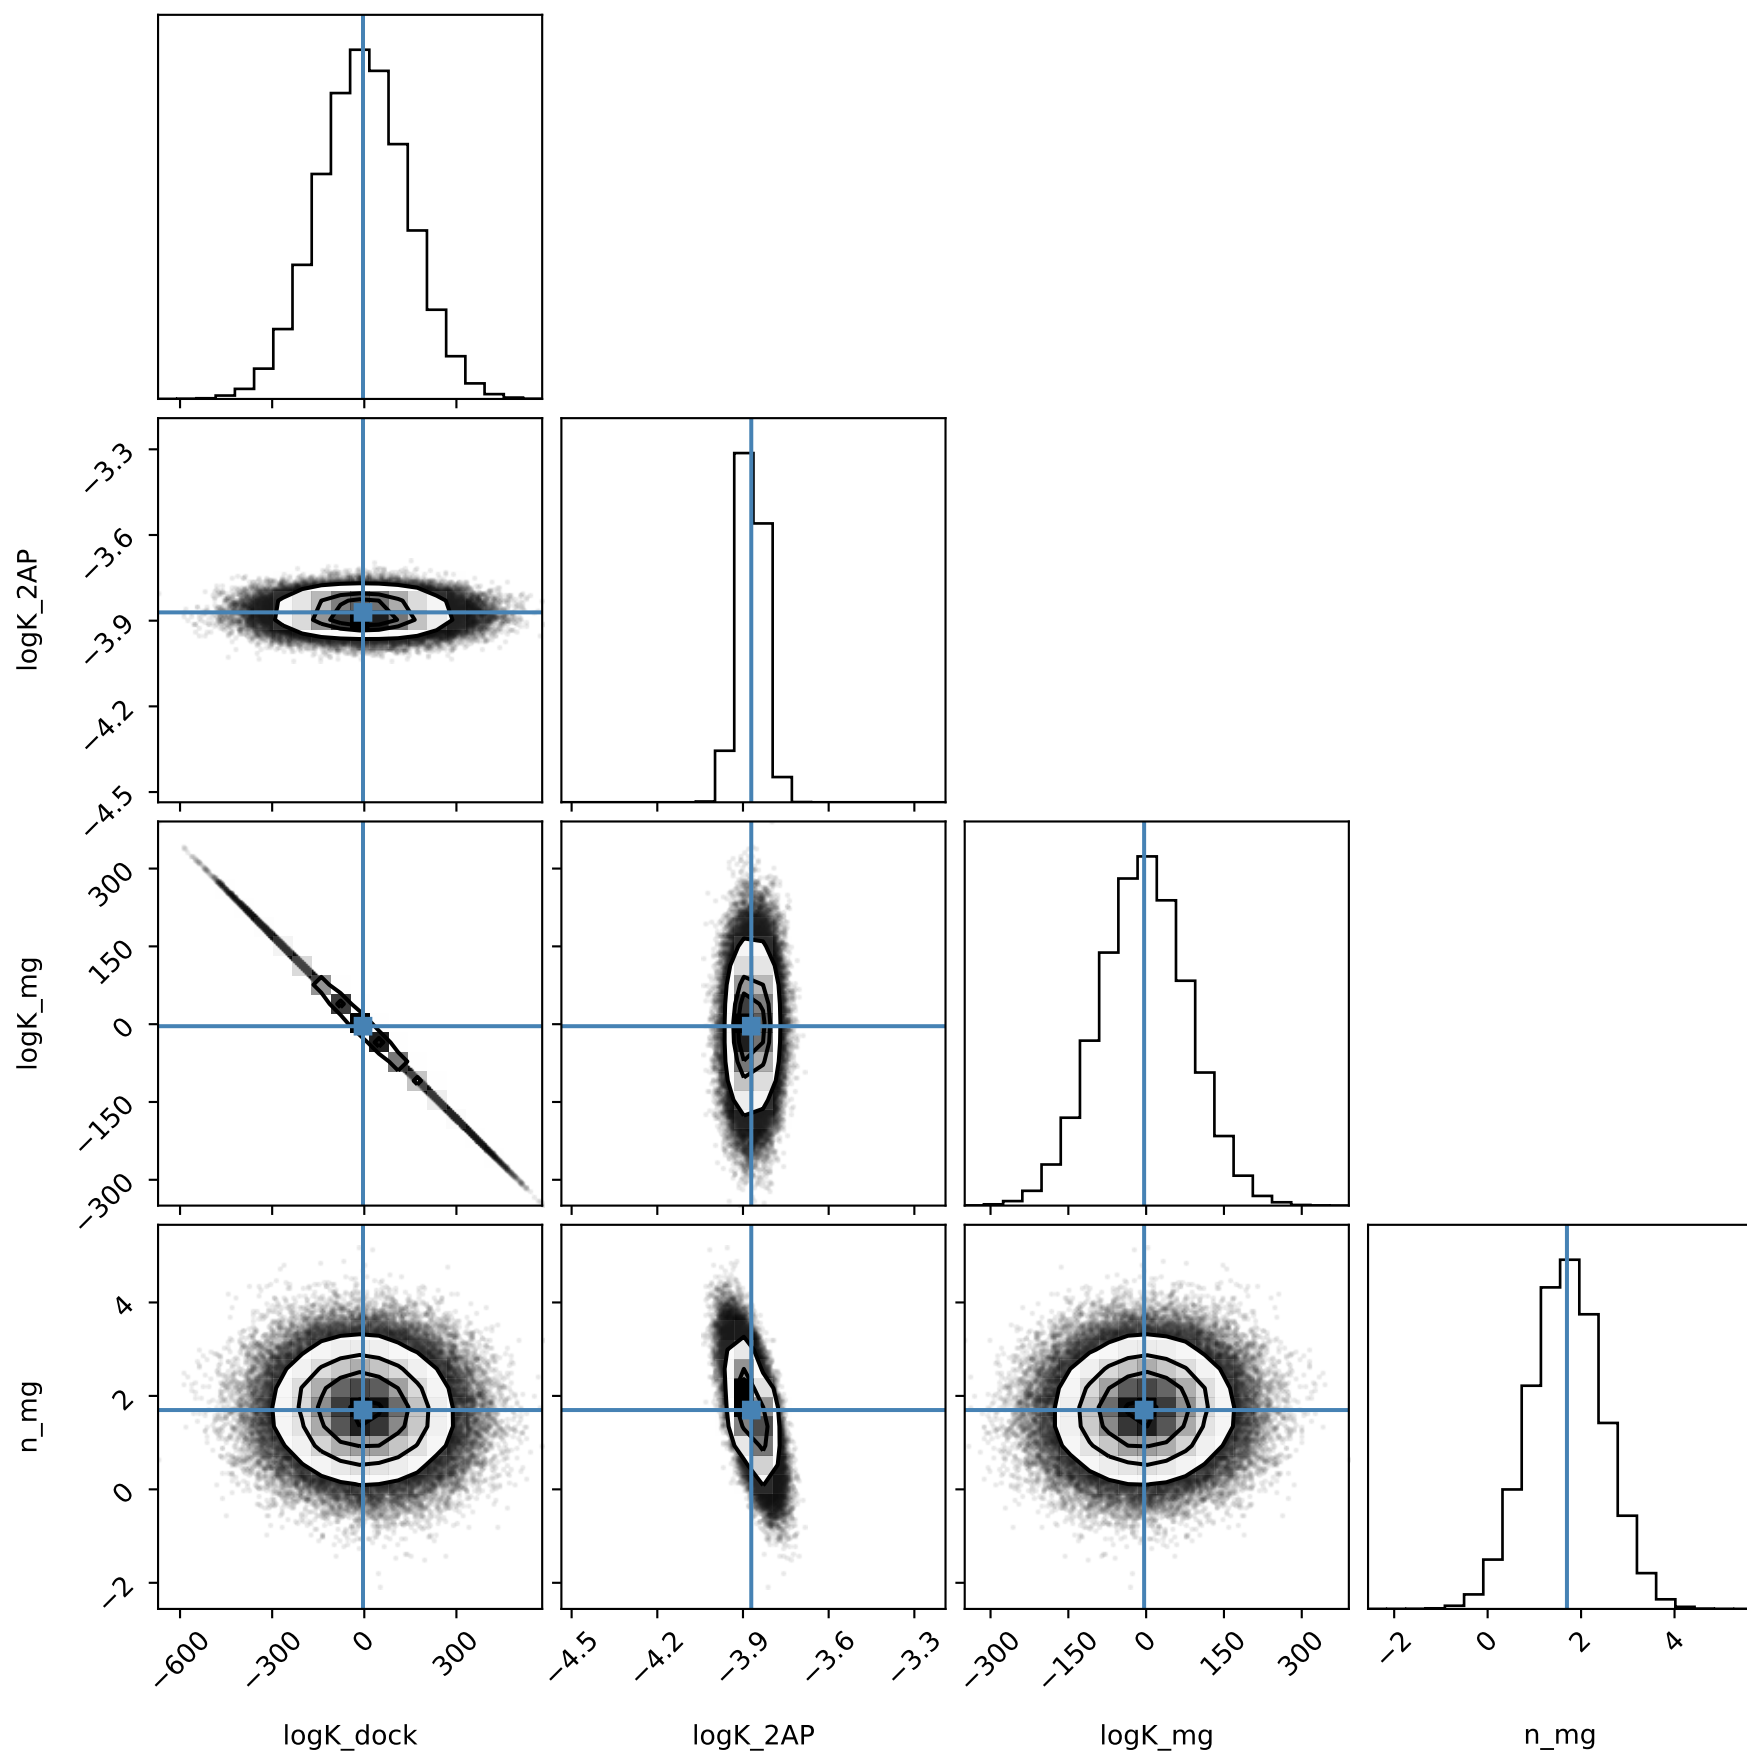 logK_2AP
−3.3
−3.6
−3.9
−4.2
−4.5
logK_mg
300
150
0
−150
−300
n_mg
4
2
0
−2
−600 −300 0 300
−4.5 −4.2 −3.9 −3.6 −3.3
−300 −150 0 150 300
−2 0 2 4
logK_dock logK_2AP logK_mg n_mg